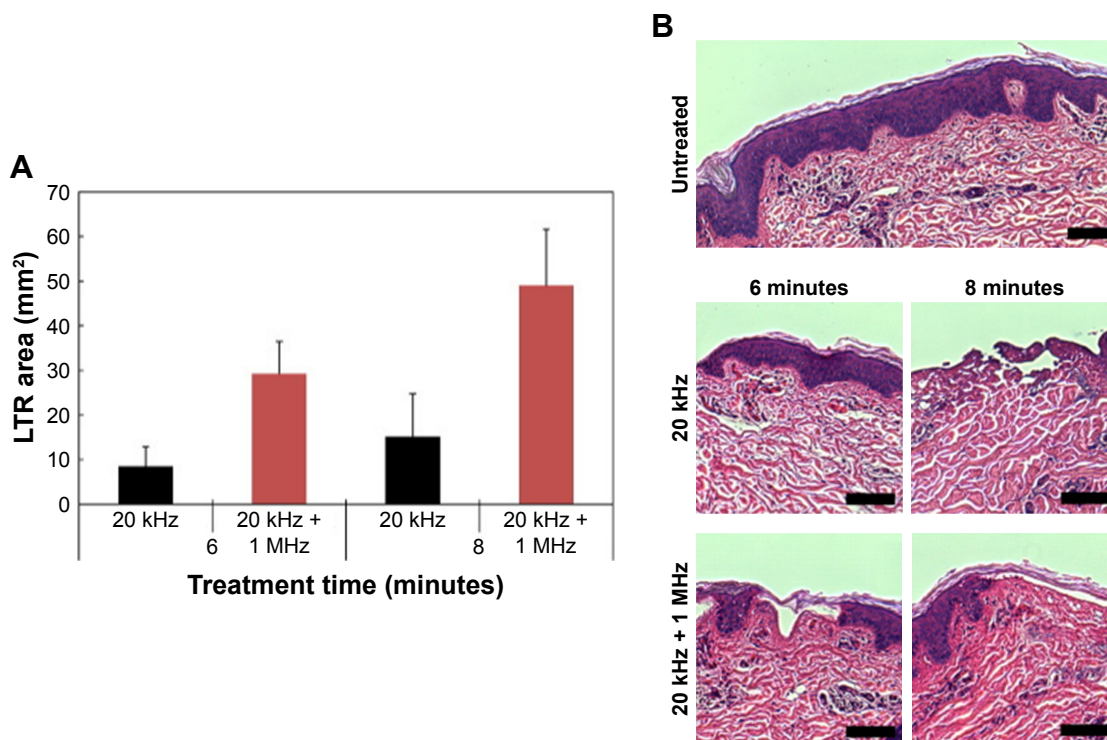 A
LTR area (mm²)
70
60
50
40
30
20
10
0
20 kHz
20 kHz +
1 MHz
20 kHz
20 kHz +
1 MHz
6
8
Treatment time (minutes)
B
Untreated
6 minutes
8 minutes
20 kHz
20 kHz + 1 MHz